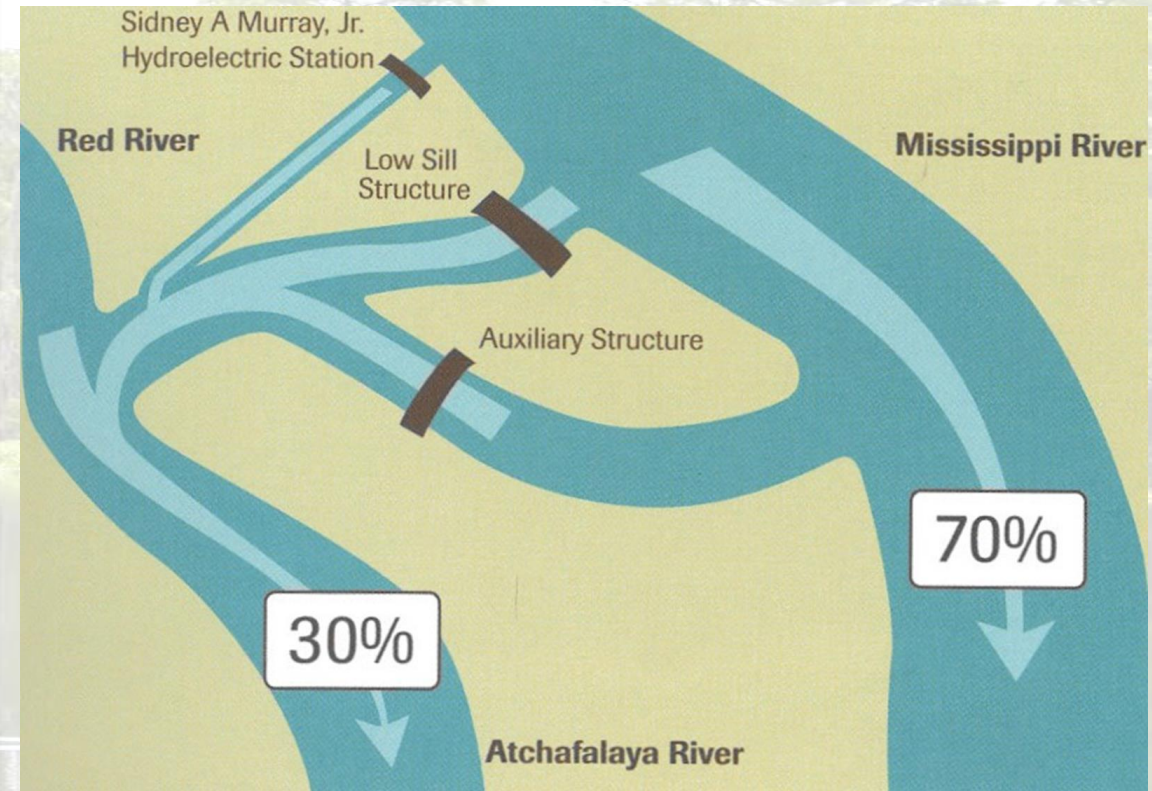 Sidney A Murray, Jr.
Hydroelectric Station
Red River
Low Sill
Structure
Mississippi River
Auxiliary Structure
70%
30%
Atchafalaya River